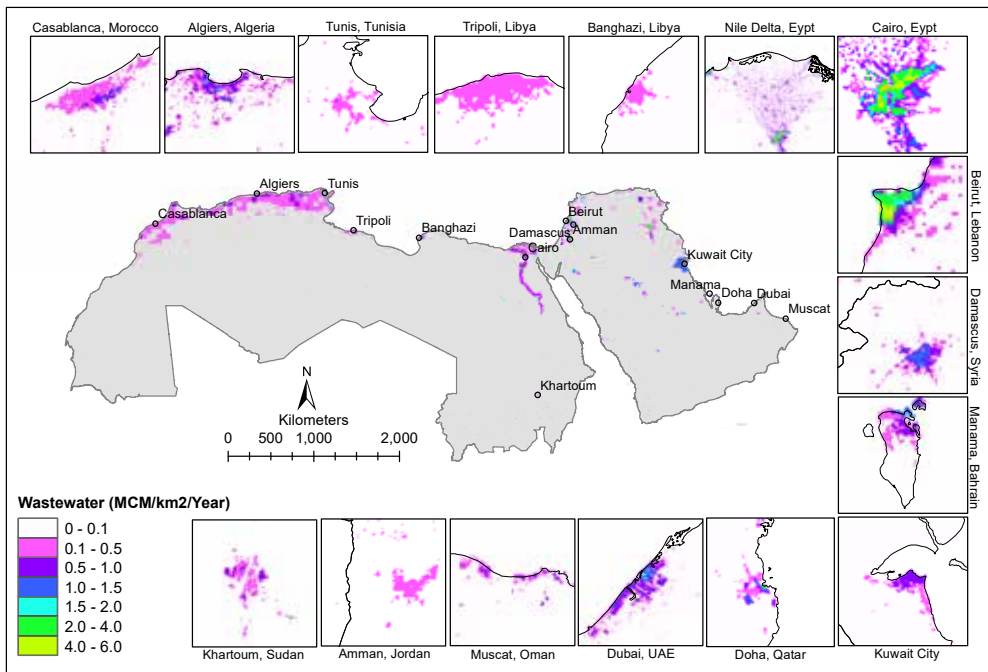 Casablanca, Morocco
Algiers, Algeria
Tunis, Tunisia
Tripoli, Libya
Banghazi, Libya
Nile Delta, Eypt
Cairo, Eypt
Beirut, Lebanon
Damascus, Syria
Manama, Bahrain
Algiers
Tunis
Casablanca
Tripoli
Banghazi
Beirut
Damascus
Amman
Cairo
Kuwait City
Manama
Doha
Dubai
Muscat
Khartoum
N
Kilometers
0 500 1,000 2,000
Wastewater (MCM/km2/Year)
0 - 0.1
0.1 - 0.5
0.5 - 1.0
1.0 - 1.5
1.5 - 2.0
2.0 - 4.0
4.0 - 6.0
Khartoum, Sudan
Amman, Jordan
Muscat, Oman
Dubai, UAE
Doha, Qatar
Kuwait City